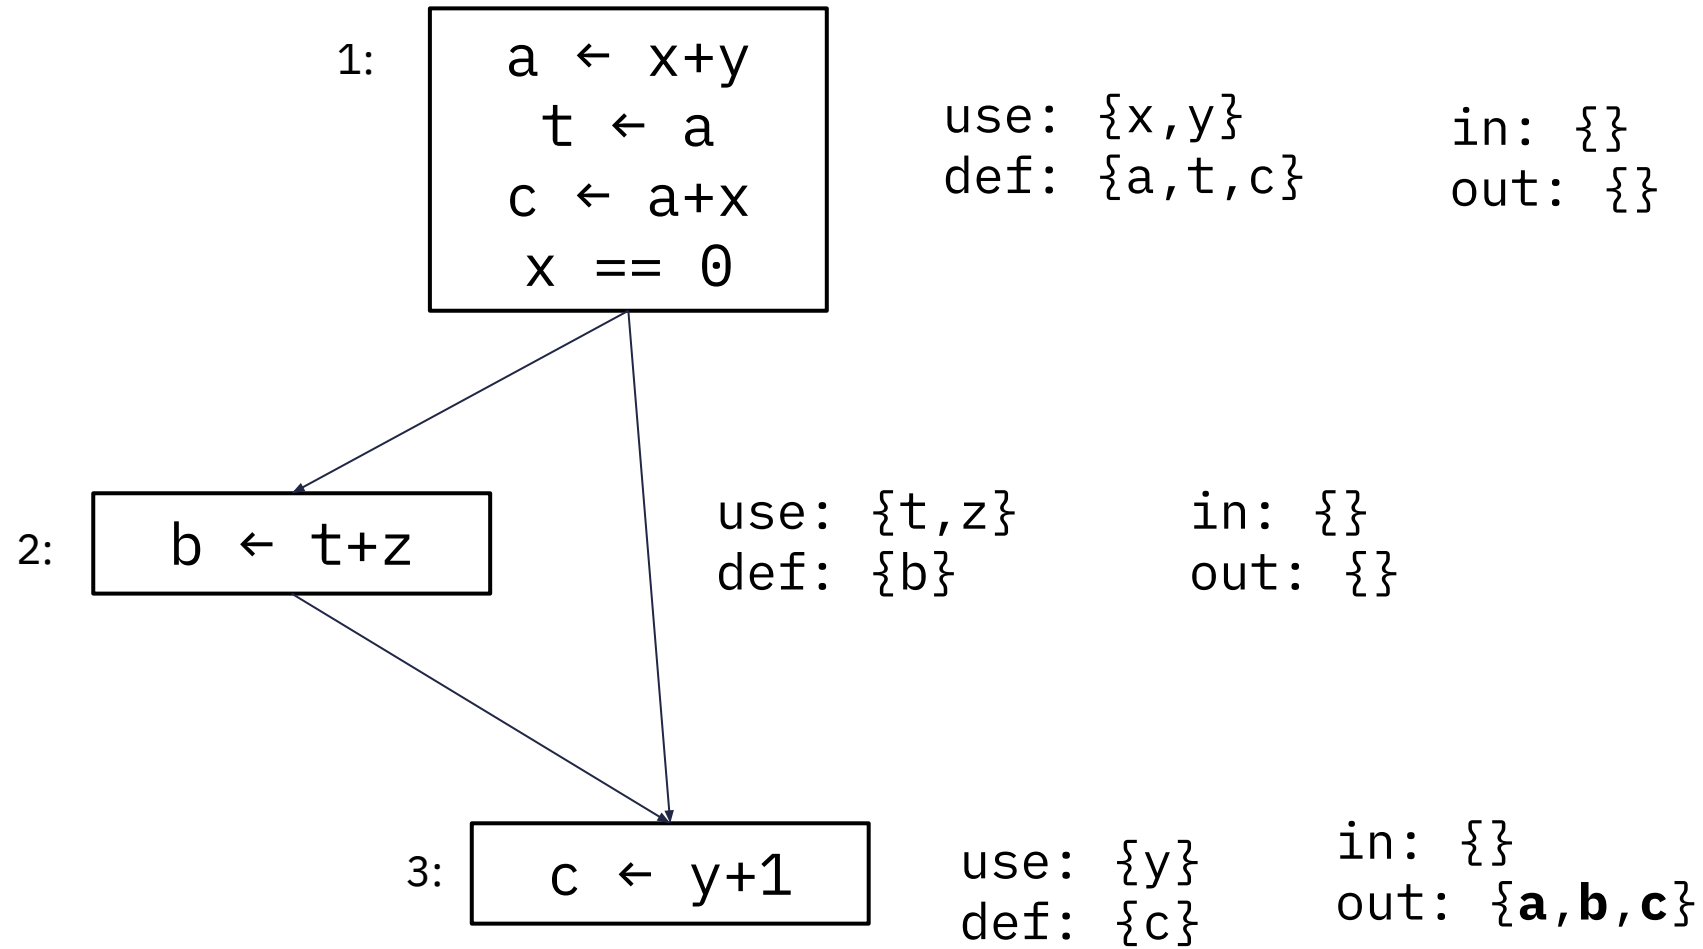 1:
a ← x+y
t ← a
c ← a+x
x == 0
use: {x,y}
def: {a,t,c}
in: {}
out: {}
2:
b ← t+z
use: {t,z}
def: {b}
in: {}
out: {}
3:
c ← y+1
use: {y}
def: {c}
in: {}
out: {a,b,c}